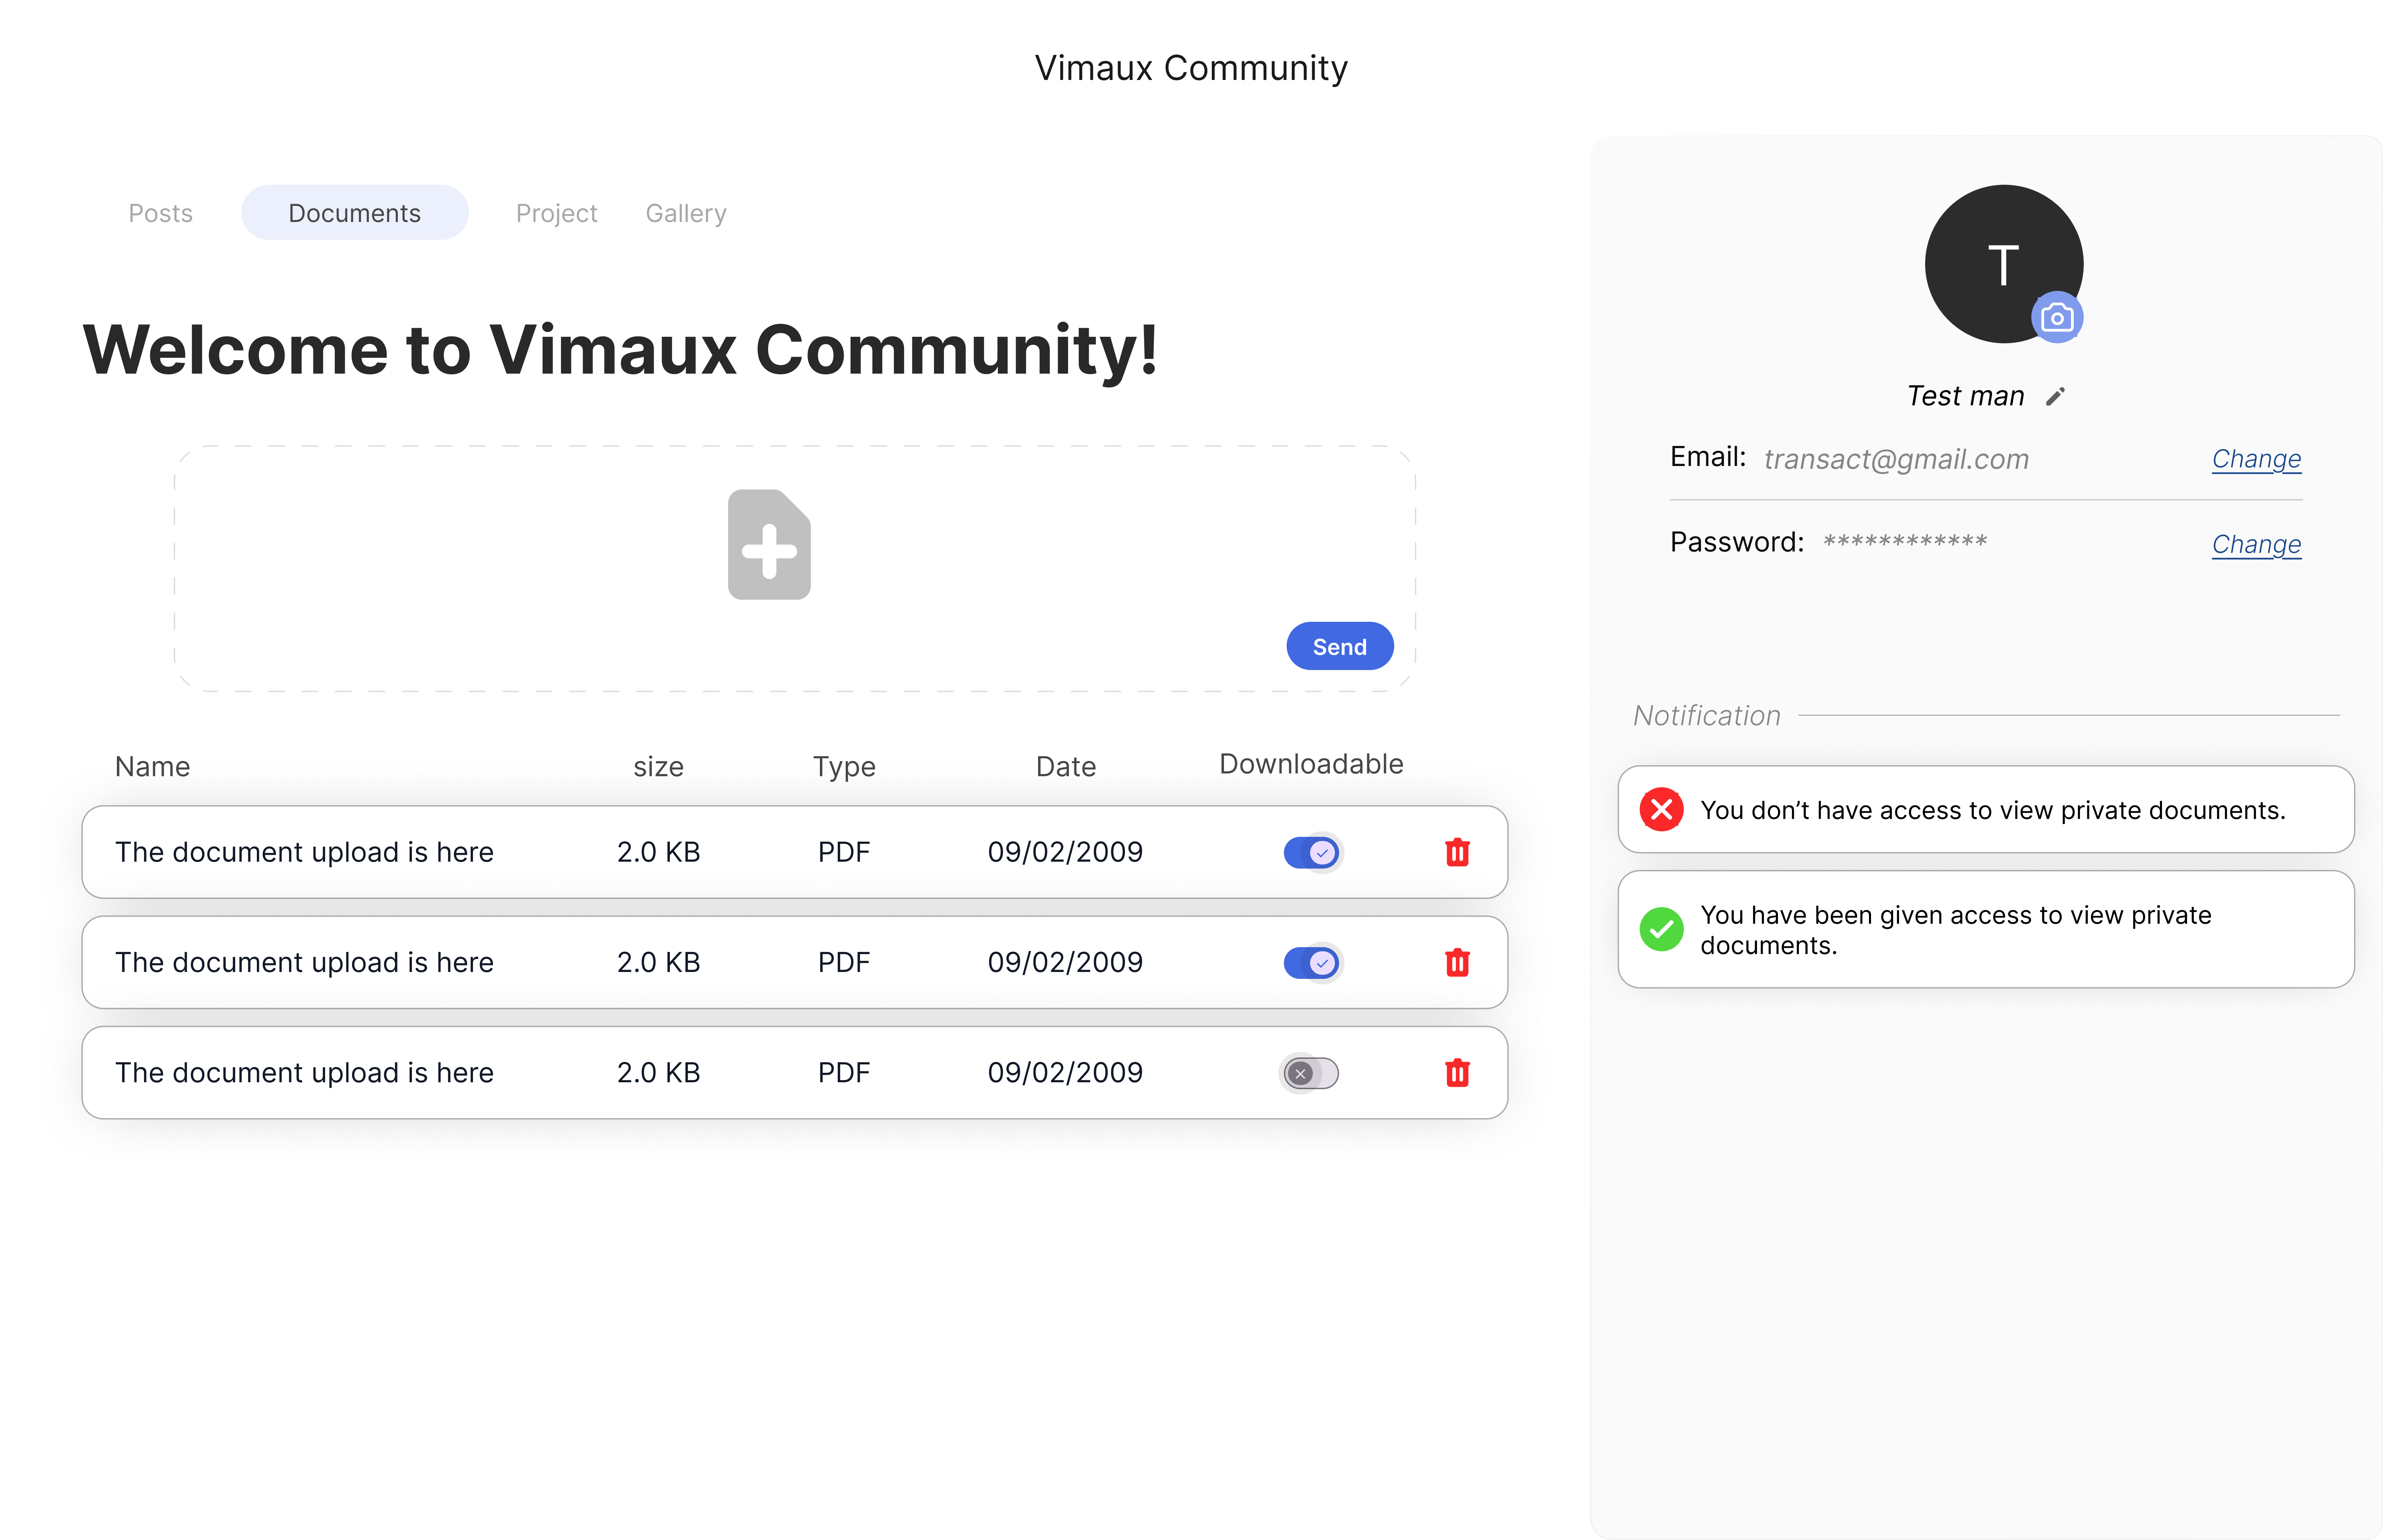 Vimaux Community
Posts Documents Project Gallery
Welcome to Vimaux Community!
Send
Name size Type Date Downloadable
The document upload is here 2.0 KB PDF 09/02/2009
The document upload is here 2.0 KB PDF 09/02/2009
The document upload is here 2.0 KB PDF 09/02/2009
T
Test man
Email: transact@gmail.com Change
Password: ************ Change
Notification
You don’t have access to view private documents.
You have been given access to view private
documents.